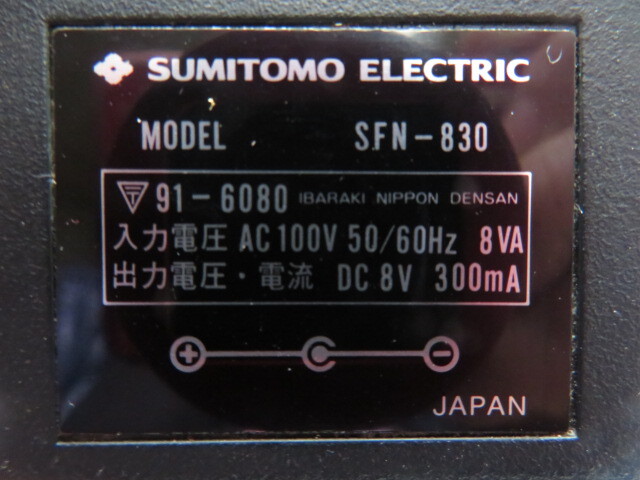 SUMITOMO ELECTRIC
MODEL SFN-830
91-6080 IBARAKI NIPPON DENSAN
入力電圧 AC100V 50/60Hz 8VA
出力電圧・電流 DC 8V 300mA
JAPAN